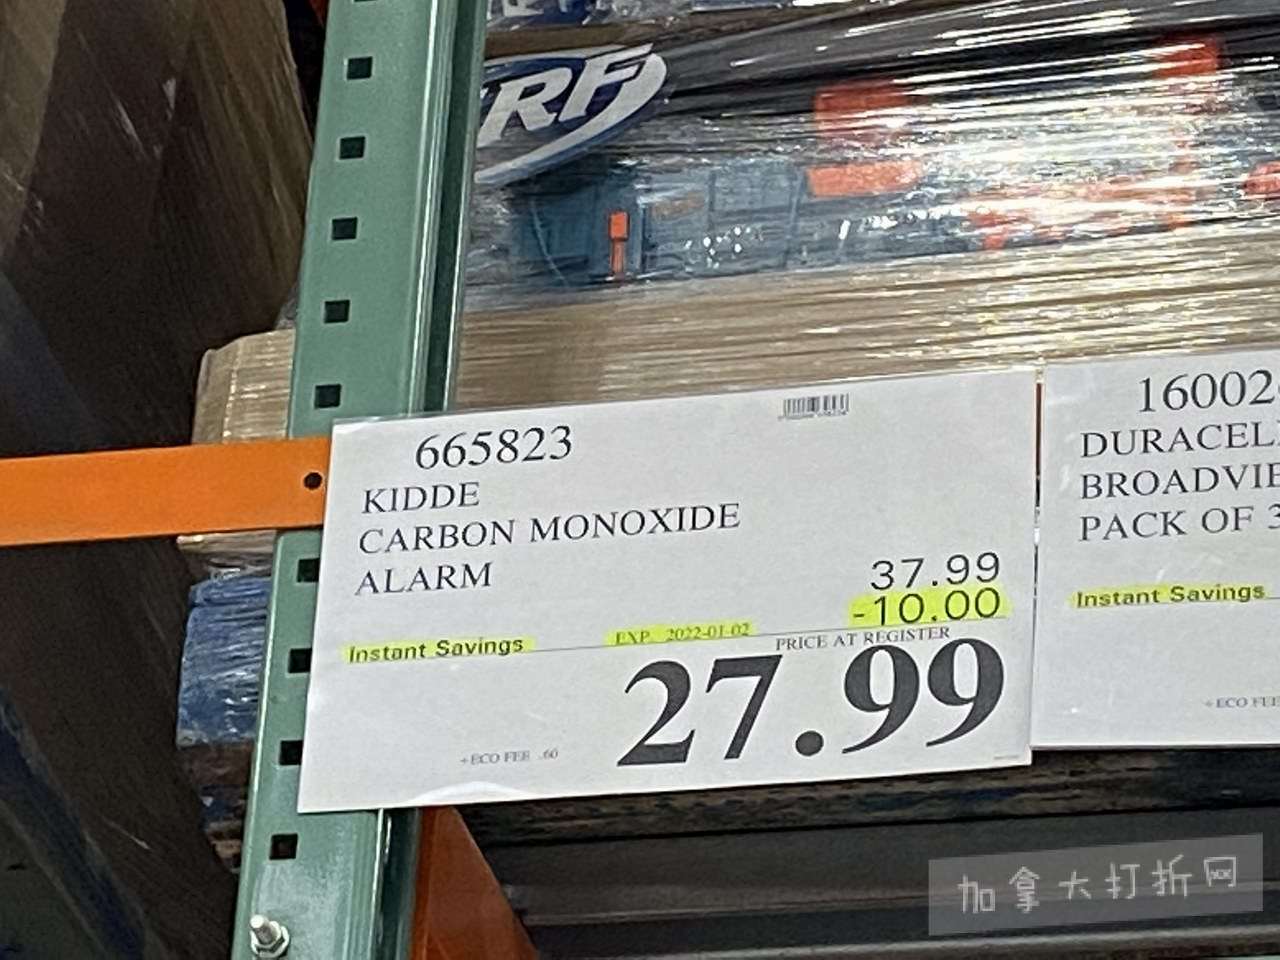 RF
665823
KIDDE
CARBON MONOXIDE
ALARM
37.99
-10.00
Instant Savings
EXP. 2022-01-02
PRICE AT REGISTER
27.99
+ECO FEE .60
16002
DURACEL
BROADVIE
PACK OF 3
Instant Savings
+ECO FEE
加拿大打折网